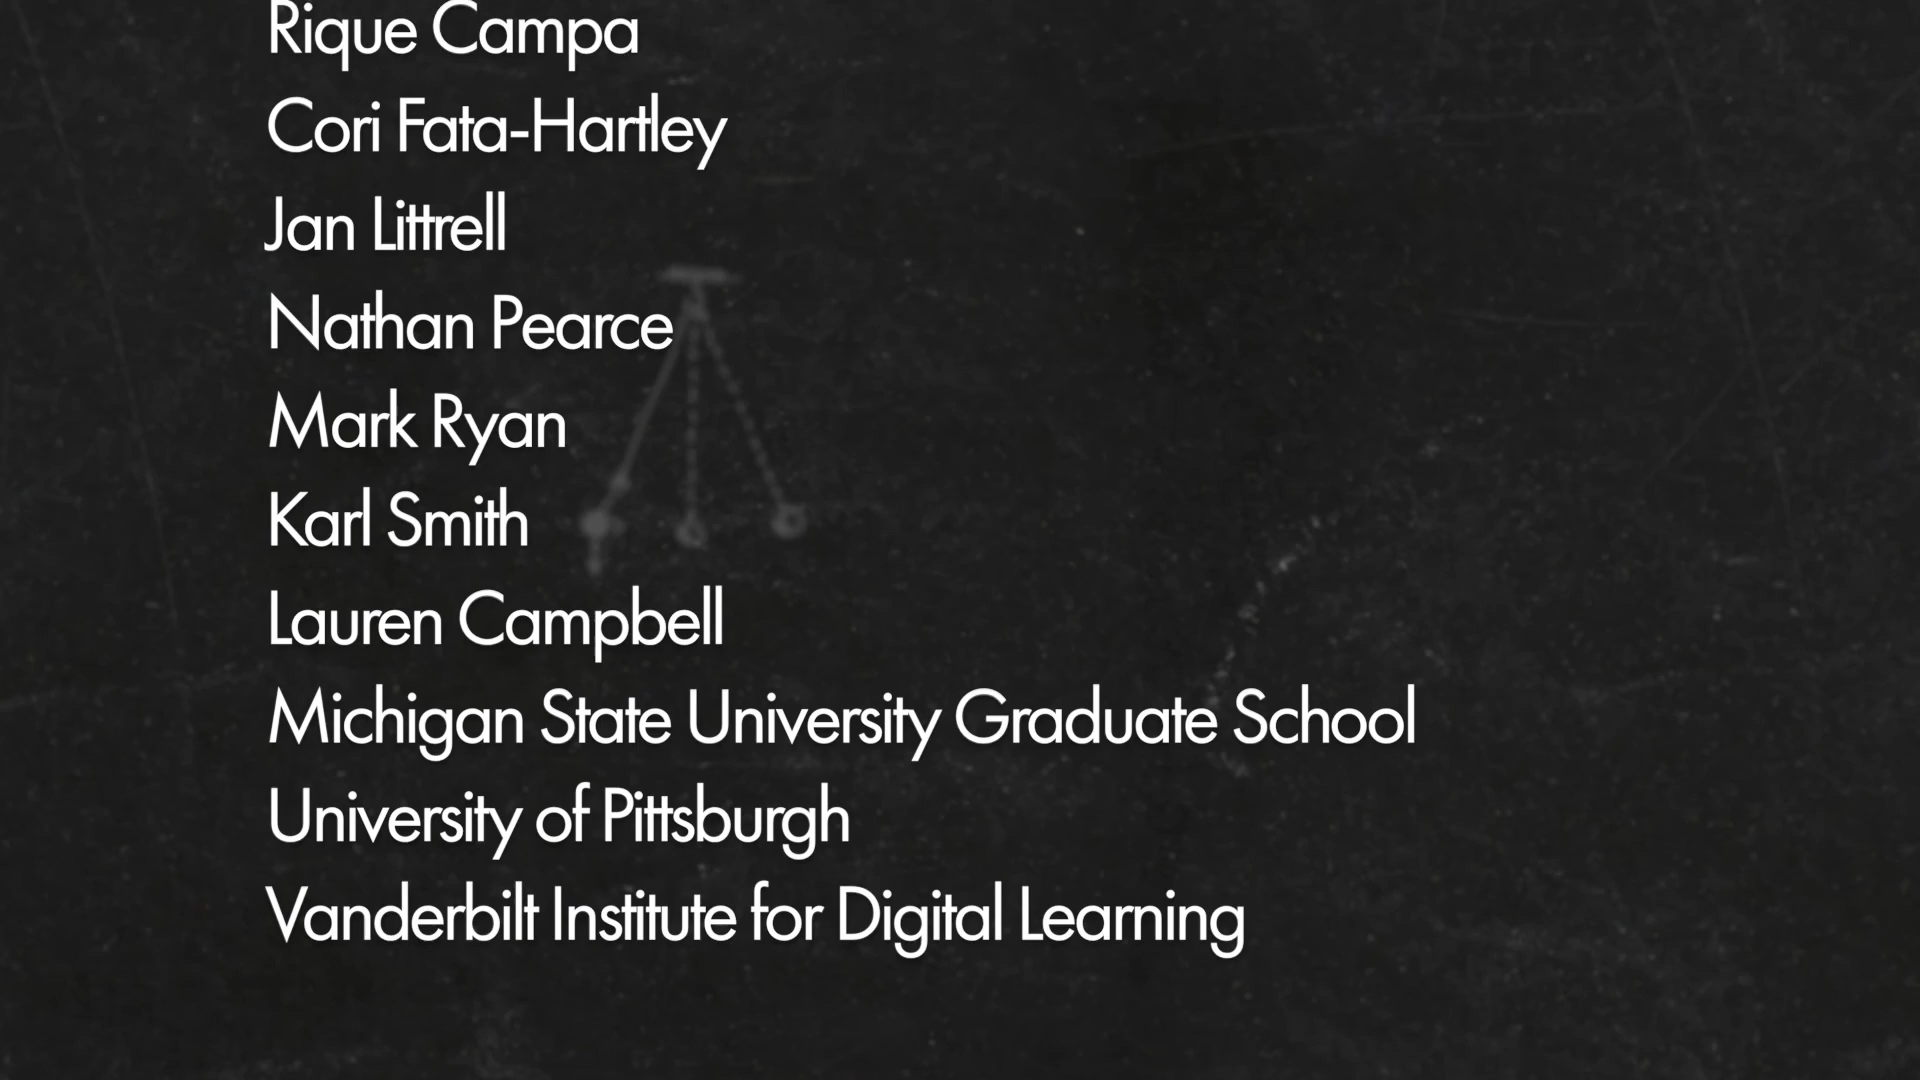 Rique Campa
Cori Fata-Hartley
Jan Littrell
Nathan Pearce
Mark Ryan
Karl Smith
Lauren Campbell
Michigan State University Graduate School
University of Pittsburgh
Vanderbilt Institute for Digital Learning